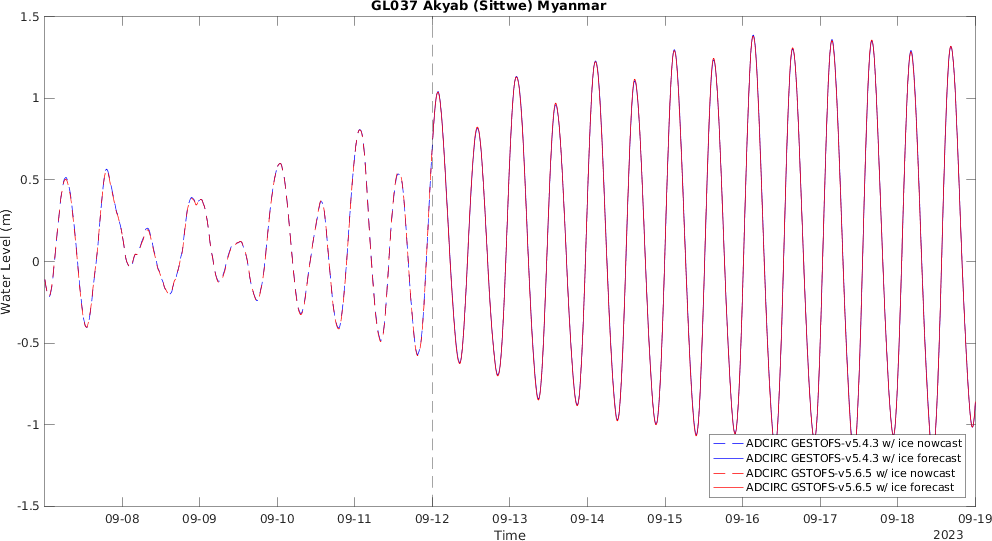 GL037 Akyab (Sittwe) Myanmar
1.5
1
0.5
0
-0.5
-1
-1.5
Water Level (m)
ADCIRC GESTOFS-v5.4.3 w/ ice nowcast
ADCIRC GESTOFS-v5.4.3 w/ ice forecast
ADCIRC GSTOFS-v5.6.5 w/ ice nowcast
ADCIRC GSTOFS-v5.6.5 w/ ice forecast
09-08 09-09 09-10 09-11 09-12 09-13 09-14 09-15 09-16 09-17 09-18 09-19
Time
2023